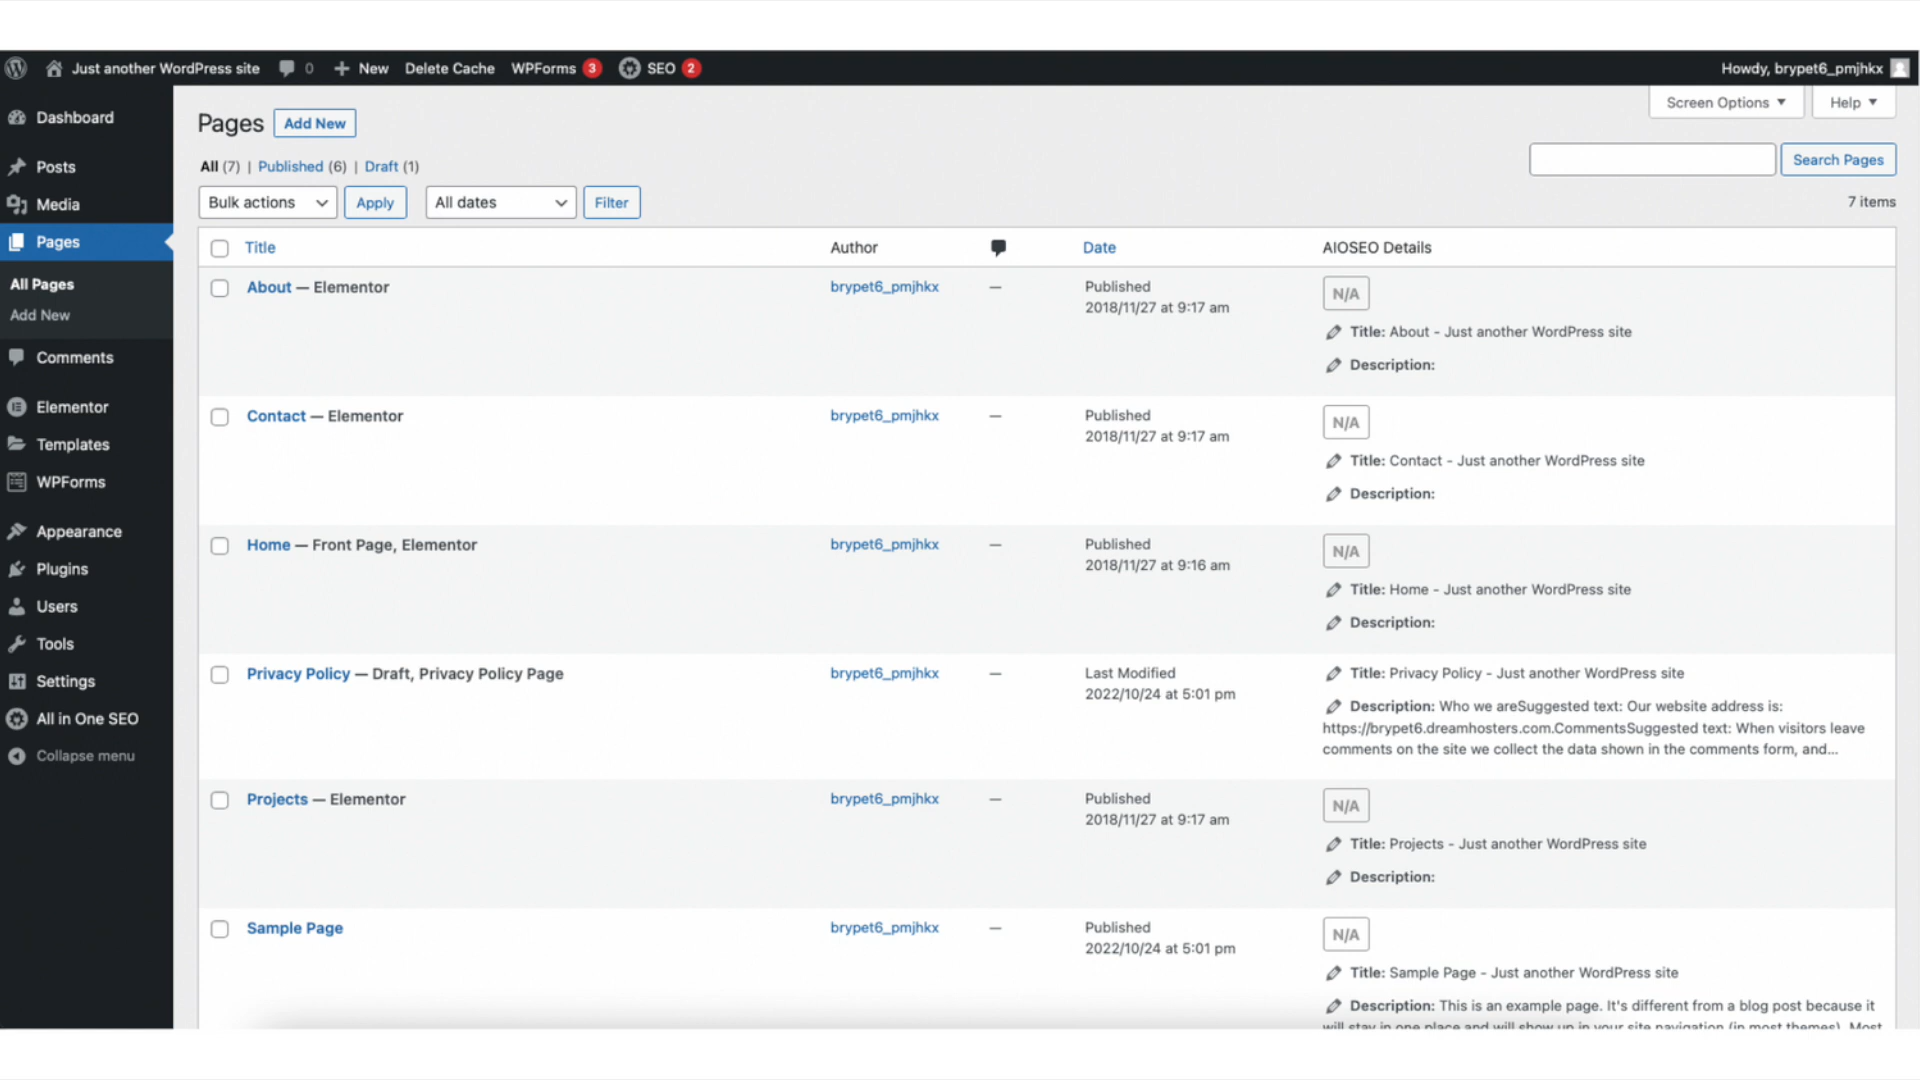 Just another WordPress site 0 New Delete Cache WPForms 3 SEO 2 Howdy, brypet6_pmjhkx
Dashboard
Posts
Media
Pages
All Pages
Add New
Comments
Elementor
Templates
WPForms
Appearance
Plugins
Users
Tools
Settings
All in One SEO
Collapse menu
Screen Options Help
Pages Add New
All (7) | Published (6) | Draft (1)
Search Pages
Bulk actions Apply All dates Filter
7 items
Title Author Date AIOSEO Details
About — Elementor brypet6_pmjhkx — Published
2018/11/27 at 9:17 am
N/A
Title: About - Just another WordPress site
Description:
Contact — Elementor brypet6_pmjhkx — Published
2018/11/27 at 9:17 am
N/A
Title: Contact - Just another WordPress site
Description:
Home — Front Page, Elementor brypet6_pmjhkx — Published
2018/11/27 at 9:16 am
N/A
Title: Home - Just another WordPress site
Description:
Privacy Policy — Draft, Privacy Policy Page brypet6_pmjhkx — Last Modified
2022/10/24 at 5:01 pm
Title: Privacy Policy - Just another WordPress site
Description: Who we areSuggested text: Our website address is:
https://brypet6.dreamhosters.com.CommentsSuggested text: When visitors leave
comments on the site we collect the data shown in the comments form, and...
Projects — Elementor brypet6_pmjhkx — Published
2018/11/27 at 9:17 am
N/A
Title: Projects - Just another WordPress site
Description:
Sample Page brypet6_pmjhkx — Published
2022/10/24 at 5:01 pm
N/A
Title: Sample Page - Just another WordPress site
Description: This is an example page. It's different from a blog post because it
will stay in one place and will show up in your site navigation (in most themes). Most